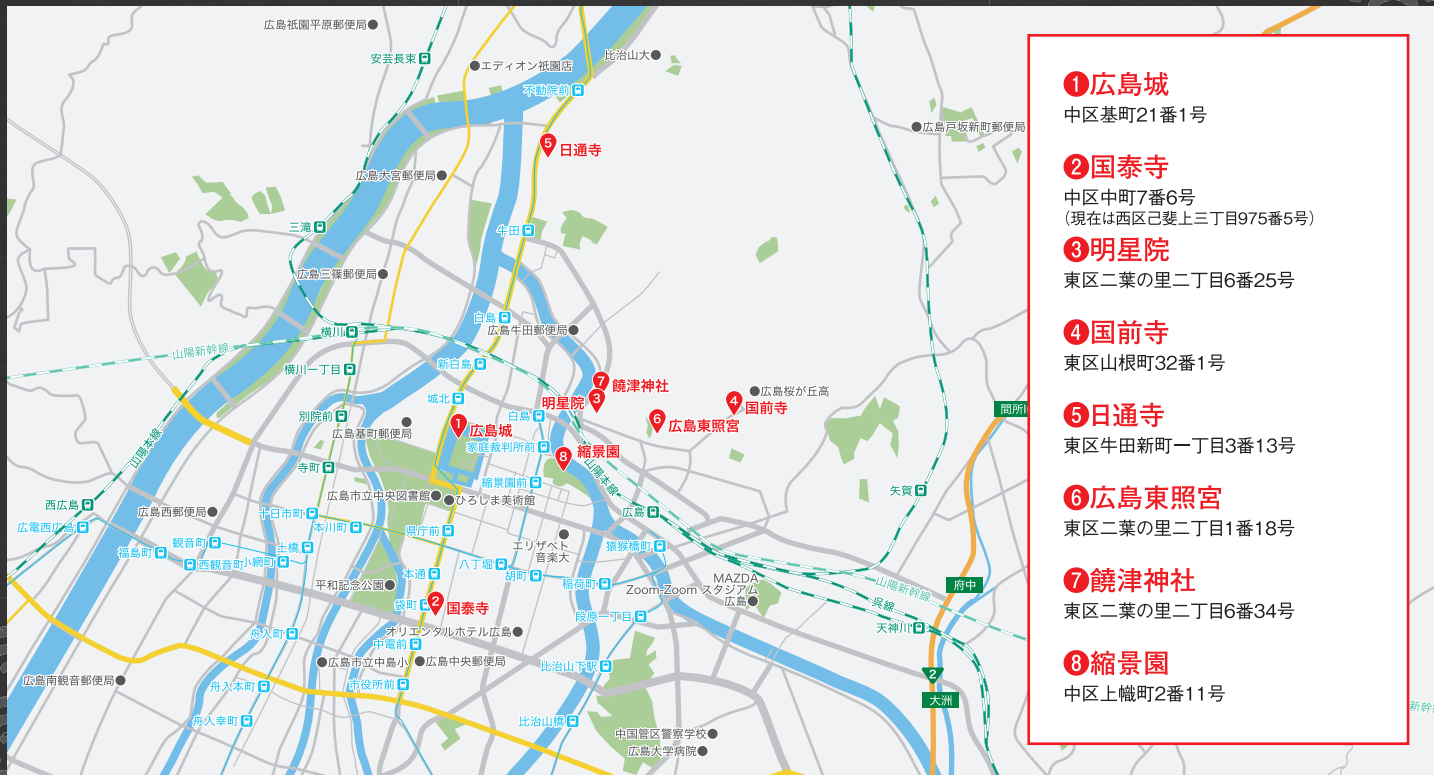 広島祇園平原郵便局
安芸長束
エディオン祇園店
比治山大
不動院前
広島戸坂新町郵便局
5
日通寺
広島大宮郵便局
三滝
牛田
広島三篠郵便局
白島
広島牛田郵便局
横川
山陽新幹線
新白島
横川一丁目
7
饒津神社
明星院
3
城北
4
国前寺
広島桜が丘高
間所
別院前
白島
6
広島東照宮
1
広島城
広島基町郵便局
家庭裁判所前
8
縮景園
山陽本線
山陽本線
寺町
縮景園前
矢賀
広島市立中央図書館
ひろしま美術館
西広島
広島西郵便局
十日市町
広島
広電西広島
本川町
県庁前
エリザベト
音楽大
観音町
土橋
猿猴橋町
福島町
西観音町
小網町
八丁堀
胡町
本通
稲荷町
MAZDA
Zoom-Zoom スタジアム
広島
山陽新幹線
府中
平和記念公園
袋町
2
国泰寺
呉線
段原一丁目
天神川
舟入町
オリエンタルホテル広島
中電前
広島市立中島小
広島中央郵便局
比治山下駅
2
広島南観音郵便局
舟入本町
市役所前
大洲
舟入幸町
比治山橋
中国管区警察学校
広島大学病院
新幹
❶広島城
中区基町21番1号
❷国泰寺
中区中町7番6号
（現在は西区己斐上三丁目975番5号）
❸明星院
東区二葉の里二丁目6番25号
❹国前寺
東区山根町32番1号
❺日通寺
東区牛田新町一丁目3番13号
❻広島東照宮
東区二葉の里二丁目1番18号
❼饒津神社
東区二葉の里二丁目6番34号
❽縮景園
中区上幟町2番11号